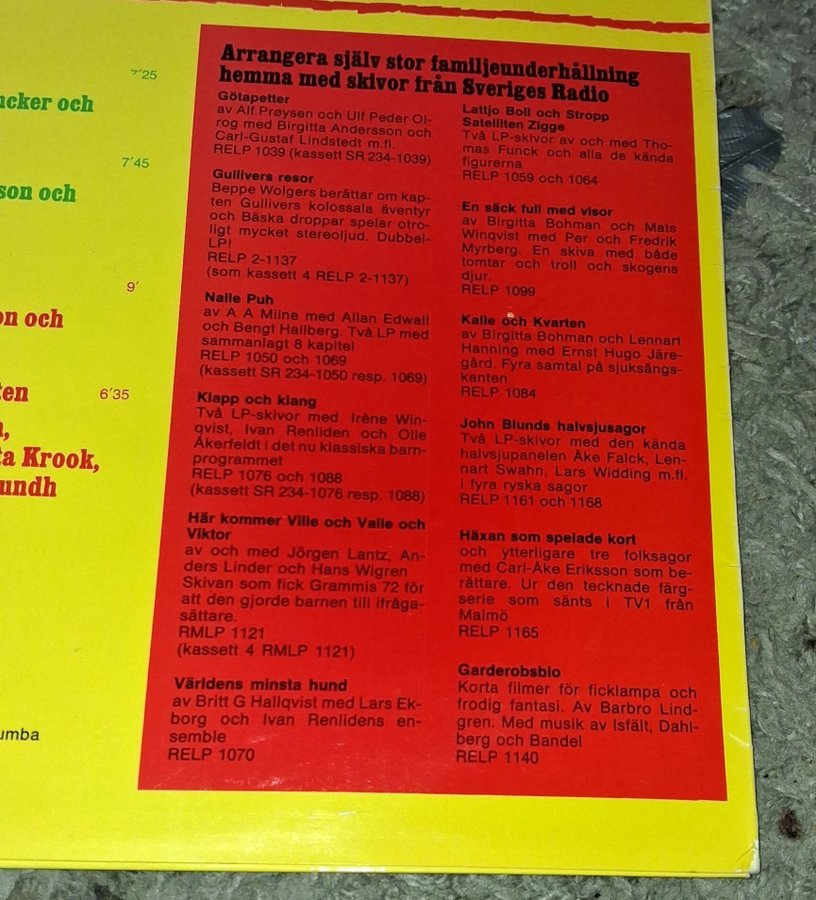 7'25
cker och
7'45
son och
9'
on och
ten 6'35
ta Krook,
undh
umba
Arrangera själv stor familjeunderhållning
hemma med skivor från Sveriges Radio
Götapetter
av Alf Prøysen och Ulf Peder Ol-
rog med Birgitta Andersson och
Carl-Gustaf Lindstedt m.fl.
RELP 1039 (kassett SR 234-1039)
Gullivers resor
Beppe Wolgers berättar om kap-
ten Gullivers kolossala äventyr
och Bäska droppar spelar otro-
ligt mycket stereoljud. Dubbel-
LP!
RELP 2-1137
(som kassett 4 RELP 2-1137)
Nalle Puh
av A A Milne med Allan Edwall
och Bengt Hallberg. Två LP med
sammanlagt 8 kapitel
RELP 1050 och 1069
(kassett SR 234-1050 resp. 1069)
Klapp och klang
Två LP-skivor med Irène Win-
qvist, Ivan Renliden och Olle
Åkerfeldt i det nu klassiska barn-
programmet
RELP 1076 och 1088
(kassett SR 234-1076 resp. 1088)
Här kommer Ville och Valle och
Viktor
av och med Jörgen Lantz, An-
ders Linder och Hans Wigren
Skivan som fick Grammis 72 för
att den gjorde barnen till ifråga-
sättare.
RMLP 1121
(kassett 4 RMLP 1121)
Världens minsta hund
av Britt G Hallqvist med Lars Ek-
borg och Ivan Renlidens en-
semble
RELP 1070
Lattjo Boll och Stropp
Satelliten Zigge
Två LP-skivor av och med Tho-
mas Funck och alla de kända
figurerna
RELP 1059 och 1064
En säck full med visor
av Birgitta Bohman och Mats
Winqvist med Per och Fredrik
Myrberg. En skiva med både
tomtar och troll och skogens
djur.
RELP 1099
Kalle och Kvarten
av Birgitta Bohman och Lennart
Hanning med Ernst Hugo Järe-
gård. Fyra samtal på sjuksängs-
kanten
RELP 1084
John Blunds halvsjusagor
Två LP-skivor med den kända
halvsjupanelen Åke Falck, Len-
nart Swahn, Lars Widding m.fl.
i fyra ryska sagor
RELP 1161 och 1168
Häxan som spelade kort
och ytterligare tre folksagor
med Carl-Åke Eriksson som be-
rättare. Ur den tecknade färg-
serie som sänts i TV1 från
Malmö
RELP 1165
Garderobsbio
Korta filmer för ficklampa och
frodig fantasi. Av Barbro Lind-
gren. Med musik av Isfält, Dahl-
berg och Bandel
RELP 1140